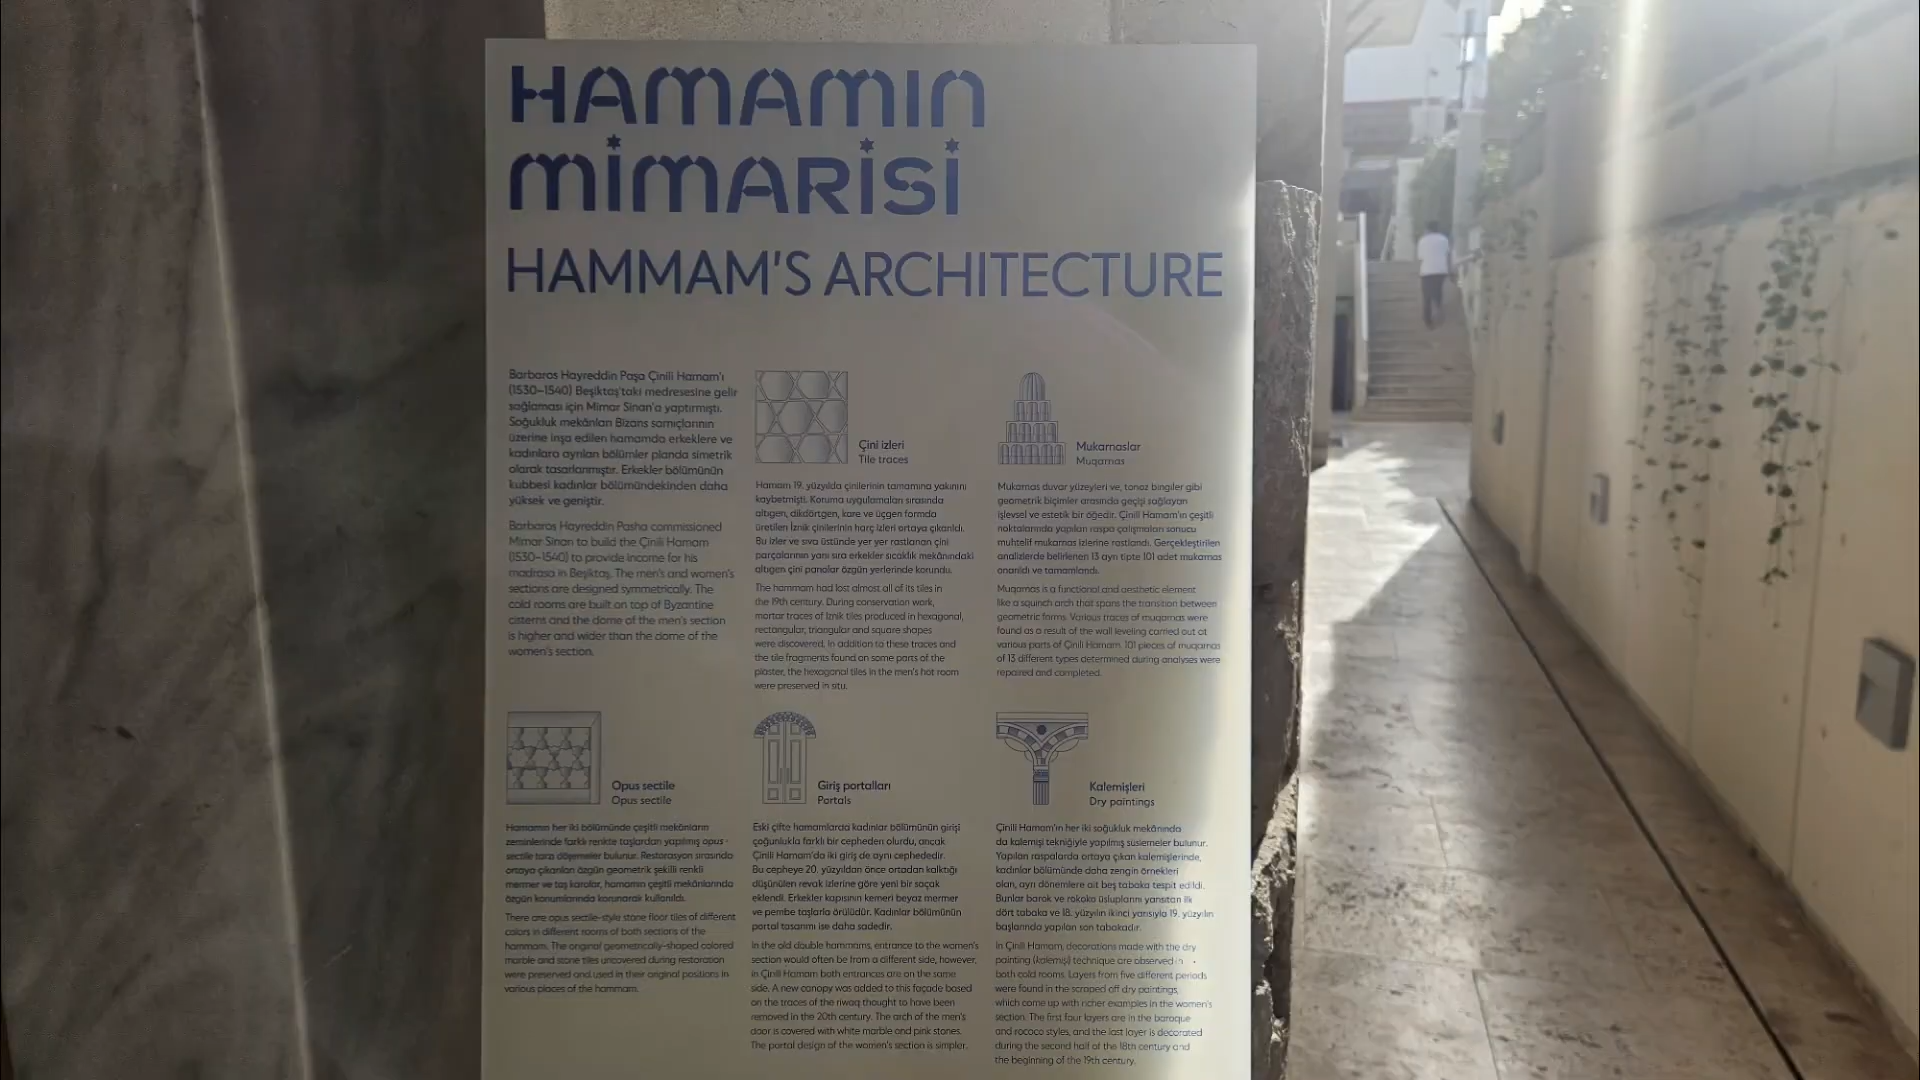 HAMAMIN
MİMARİSİ
HAMMAM'S ARCHITECTURE
Barbaros Hayreddin Paşa Çinili Hamam'ı
(1530–1540) Beşiktaş'taki medresesine gelir
sağlaması için Mimar Sinan'a yaptırmıştı.
Soğukluk mekânları Bizans sarnıçlarının
üzerine inşa edilen hamamda erkeklere ve
kadınlara ayrılan bölümler planda simetrik
olarak tasarlanmıştır. Erkekler bölümünün
kubbesi kadınlar bölümündekinden daha
yüksek ve geniştir.
Barbaros Hayreddin Pasha commissioned
Mimar Sinan to build the Çinili Hamam
(1530–1540) to provide income for his
madrasa in Beşiktaş. The men's and women's
sections are designed symmetrically. The
cold rooms are built on top of Byzantine
cisterns and the dome of the men's section
is higher and wider than the dome of the
women's section.
Çini izleri
Tile traces
Hamam 19. yüzyılda çinilerinin tamamına yakınını
kaybetmişti. Koruma uygulamaları sırasında
altıgen, dikdörtgen, kare ve üçgen formda
üretilen İznik çinilerinin harç izleri ortaya çıkarıldı.
Bu izler ve sıva üstünde yer yer rastlanan çini
parçalarının yanı sıra erkekler sıcaklık mekânındaki
altıgen çini panolar özgün yerlerinde korundu.
The hammam had lost almost all of its tiles in
the 19th century. During conservation work,
mortar traces of Iznik tiles produced in hexagonal,
rectangular, triangular and square shapes
were discovered. In addition to these traces and
the tile fragments found on some parts of the
plaster, the hexagonal tiles in the men's hot room
were preserved in situ.
Mukarnaslar
Muqarnas
Mukarnas duvar yüzeyleri ve, tonoz bingiler gibi
geometrik biçimler arasında geçişi sağlayan
işlevsel ve estetik bir öğedir. Çinili Hamam'ın çeşitli
noktalarında yapılan raspa çalışmaları sonucu
muhtelif mukarnas izlerine rastlandı. Gerçekleştirilen
analizlerde belirlenen 13 ayrı tipte 101 adet mukarnas
onarıldı ve tamamlandı.
Muqarnas is a functional and aesthetic element
like a squinch arch that spans the transition between
geometric forms. Various traces of muqarnas were
found as a result of the wall leveling carried out at
various parts of Çinili Hamam. 101 pieces of muqarnas
of 13 different types determined during analyses were
repaired and completed.
Opus sectile
Opus sectile
Hamamın her iki bölümünde çeşitli mekânların
zeminlerinde farklı renkte taşlardan yapılmış opus
sectile tarzı döşemeler bulunur. Restorasyon sırasında
ortaya çıkarılan özgün geometrik şekilli renkli
mermer ve taş karolar, hamamın çeşitli mekânlarında
özgün konumlarında korunarak kullanıldı.
There are opus sectile-style stone floor tiles of different
colors in different rooms of both sections of the
hammam. The original geometrically-shaped colored
marble and stone tiles uncovered during restoration
were preserved and used in their original positions in
various places of the hammam.
Giriş portalları
Portals
Eski çifte hamamlarda kadınlar bölümünün girişi
çoğunlukla farklı bir cepheden olurdu, ancak
Çinili Hamam'da iki giriş de aynı cephededir.
Bu cepheye 20. yüzyıldan önce ortadan kalktığı
düşünülen revak izlerine göre yeni bir saçak
eklendi. Erkekler kapısının kemeri beyaz mermer
ve pembe taşlarla örülüdür. Kadınlar bölümünün
portal tasarımı ise daha sadedir.
In the old double hammams, entrance to the women's
section would often be from a different side, however,
in Çinili Hamam both entrances are on the same
side. A new canopy was added to this façade based
on the traces of the riwaq thought to have been
removed in the 20th century. The arch of the men's
door is covered with white marble and pink stones.
The portal design of the women's section is simpler.
Kalemişleri
Dry paintings
Çinili Hamam'ın her iki soğukluk mekânında
da kalemişi tekniğiyle yapılmış süslemeler bulunur.
Yapılan raspalarda ortaya çıkan kalemişlerinde,
kadınlar bölümünde daha zengin örnekleri
olan, ayrı dönemlere ait beş tabaka tespit edildi.
Bunlar barok ve rokoko üsluplarını yansıtan ilk
dört tabaka ve 18. yüzyılın ikinci yarısıyla 19. yüzyılın
başlarında yapılan son tabakadır.
In Çinili Hamam, decorations made with the dry
painting (kalemişi) technique are observed in
both cold rooms. Layers from five different periods
were found in the scraped off dry paintings,
which come up with richer examples in the women's
section. The first four layers are in the baroque
and rococo styles, and the last layer is decorated
during the second half of the 18th century and
the beginning of the 19th century.